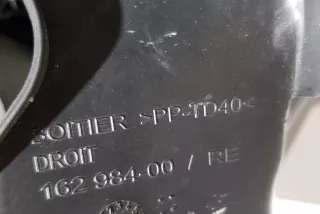 BOITIER >PP-TD40<
DROIT
162 984.00 / RE